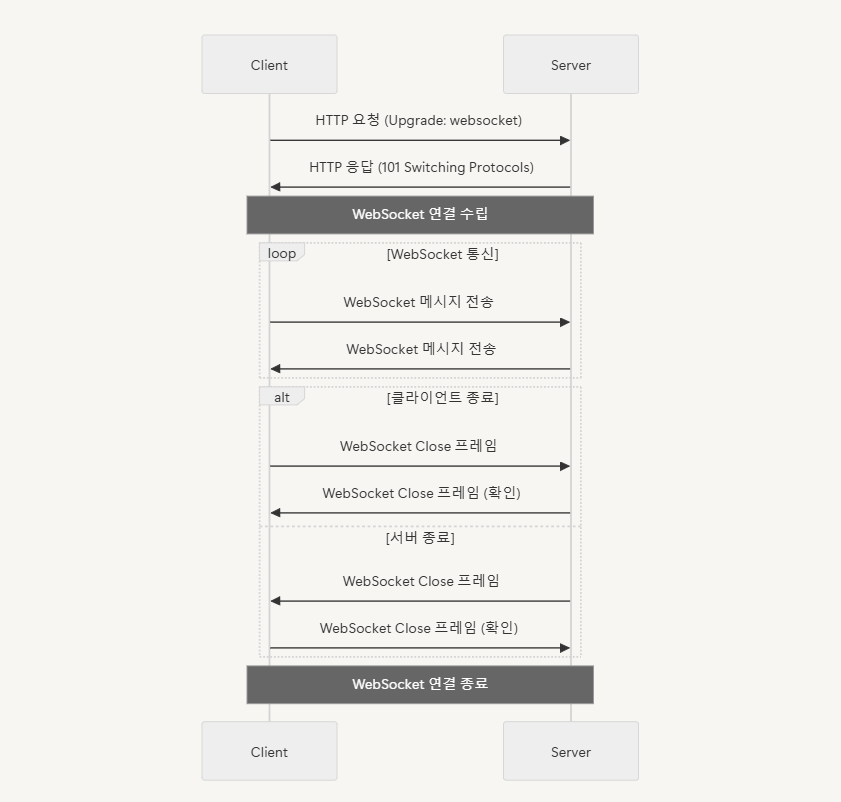 Client
Server
HTTP 요청 (Upgrade: websocket)
HTTP 응답 (101 Switching Protocols)
WebSocket 연결 수립
loop
[WebSocket 통신]
WebSocket 메시지 전송
WebSocket 메시지 전송
alt
[클라이언트 종료]
WebSocket Close 프레임
WebSocket Close 프레임 (확인)
[서버 종료]
WebSocket Close 프레임
WebSocket Close 프레임 (확인)
WebSocket 연결 종료
Client
Server